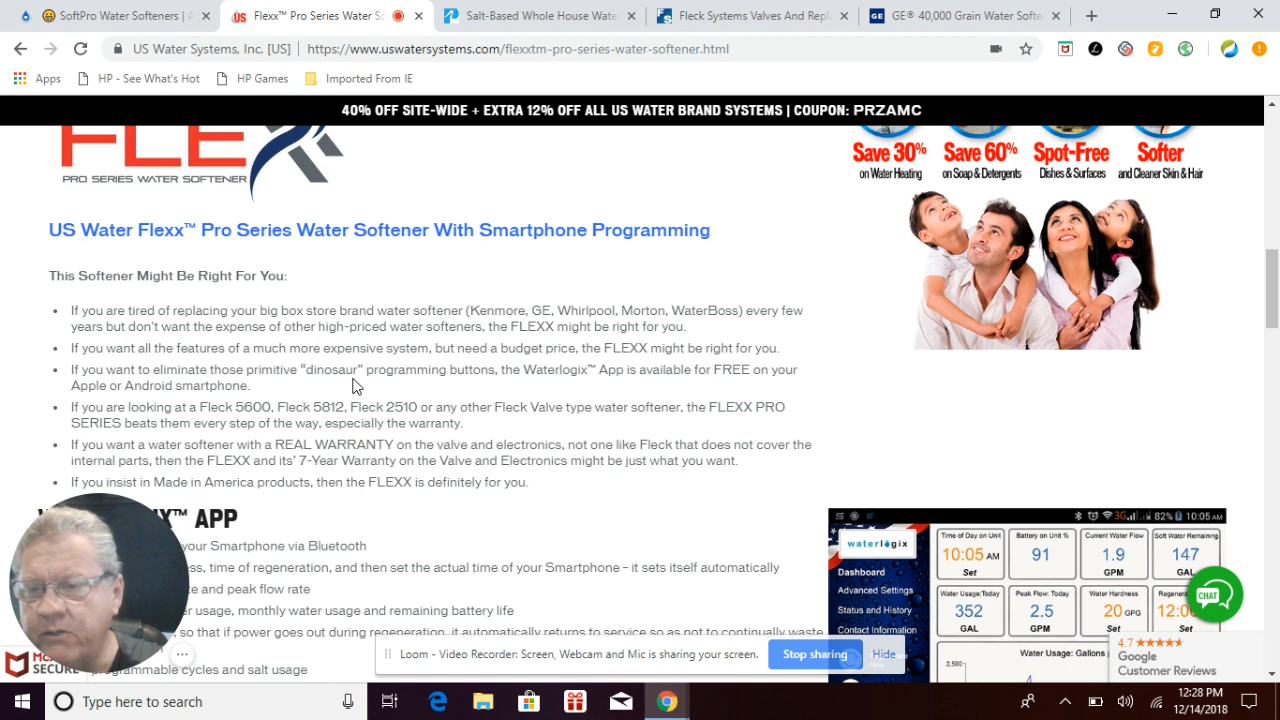 SoftPro Water Softeners | A
Flexx™ Pro Series Water So
Salt-Based Whole House Wate
Fleck Systems Valves And Repl
GE® 40,000 Grain Water Softene
US Water Systems, Inc. [US] | https://www.uswatersystems.com/flexxtm-pro-series-water-softener.html
Apps HP - See What's Hot HP Games Imported From IE
40% OFF SITE-WIDE + EXTRA 12% OFF ALL US WATER BRAND SYSTEMS | COUPON: PRZAMC
FLEXX
PRO SERIES WATER SOFTENER
Save 30%
on Water Heating
Save 60%
on Soap & Detergents
Spot-Free
Dishes & Surfaces
Softer
and Cleaner Skin & Hair
US Water Flexx™ Pro Series Water Softener With Smartphone Programming
This Softener Might Be Right For You:
If you are tired of replacing your big box store brand water softener (Kenmore, GE, Whirlpool, Morton, WaterBoss) every few
years but don't want the expense of other high-priced water softeners, the FLEXX might be right for you.
If you want all the features of a much more expensive system, but need a budget price, the FLEXX might be right for you.
If you want to eliminate those primitive "dinosaur" programming buttons, the Waterlogix™ App is available for FREE on your
Apple or Android smartphone.
If you are looking at a Fleck 5600, Fleck 5812, Fleck 2510 or any other Fleck Valve type water softener, the FLEXX PRO
SERIES beats them every step of the way, especially the warranty.
If you want a water softener with a REAL WARRANTY on the valve and electronics, not one like Fleck that does not cover the
internal parts, then the FLEXX and its' 7-Year Warranty on the Valve and Electronics might be just what you want.
If you insist in Made in America products, then the FLEXX is definitely for you.
IX™ APP
your Smartphone via Bluetooth
ess, time of regeneration, and then set the actual time of your Smartphone – it sets itself automatically
te and peak flow rate
er usage, monthly water usage and remaining battery life
so that if power goes out during regeneration, it automatically returns to service so as not to continually waste
programmable cycles and salt usage
3G 82% 10:05 AM
waterlogix
Dashboard
Advanced Settings
Status and History
Contact Information
Now
Time of Day on Unit
10:05 AM
Set
Battery on Unit %
91
Current Water Flow
1.9
GPM
Soft Water Remaining
147
GAL
Water Usage:Today
352
GAL
Peak Flow: Today
2.5
GPM
Water Hardness
20 GPG
Set
Regene
12:0
Water Usage: Gallons
2,500
CHAT
4.7
Google
Customer Reviews
SECURE
Loom - Video Recorder: Screen, Webcam and Mic is sharing your screen.
Stop sharing
Hide
Type here to search
12:28 PM
12/14/2018